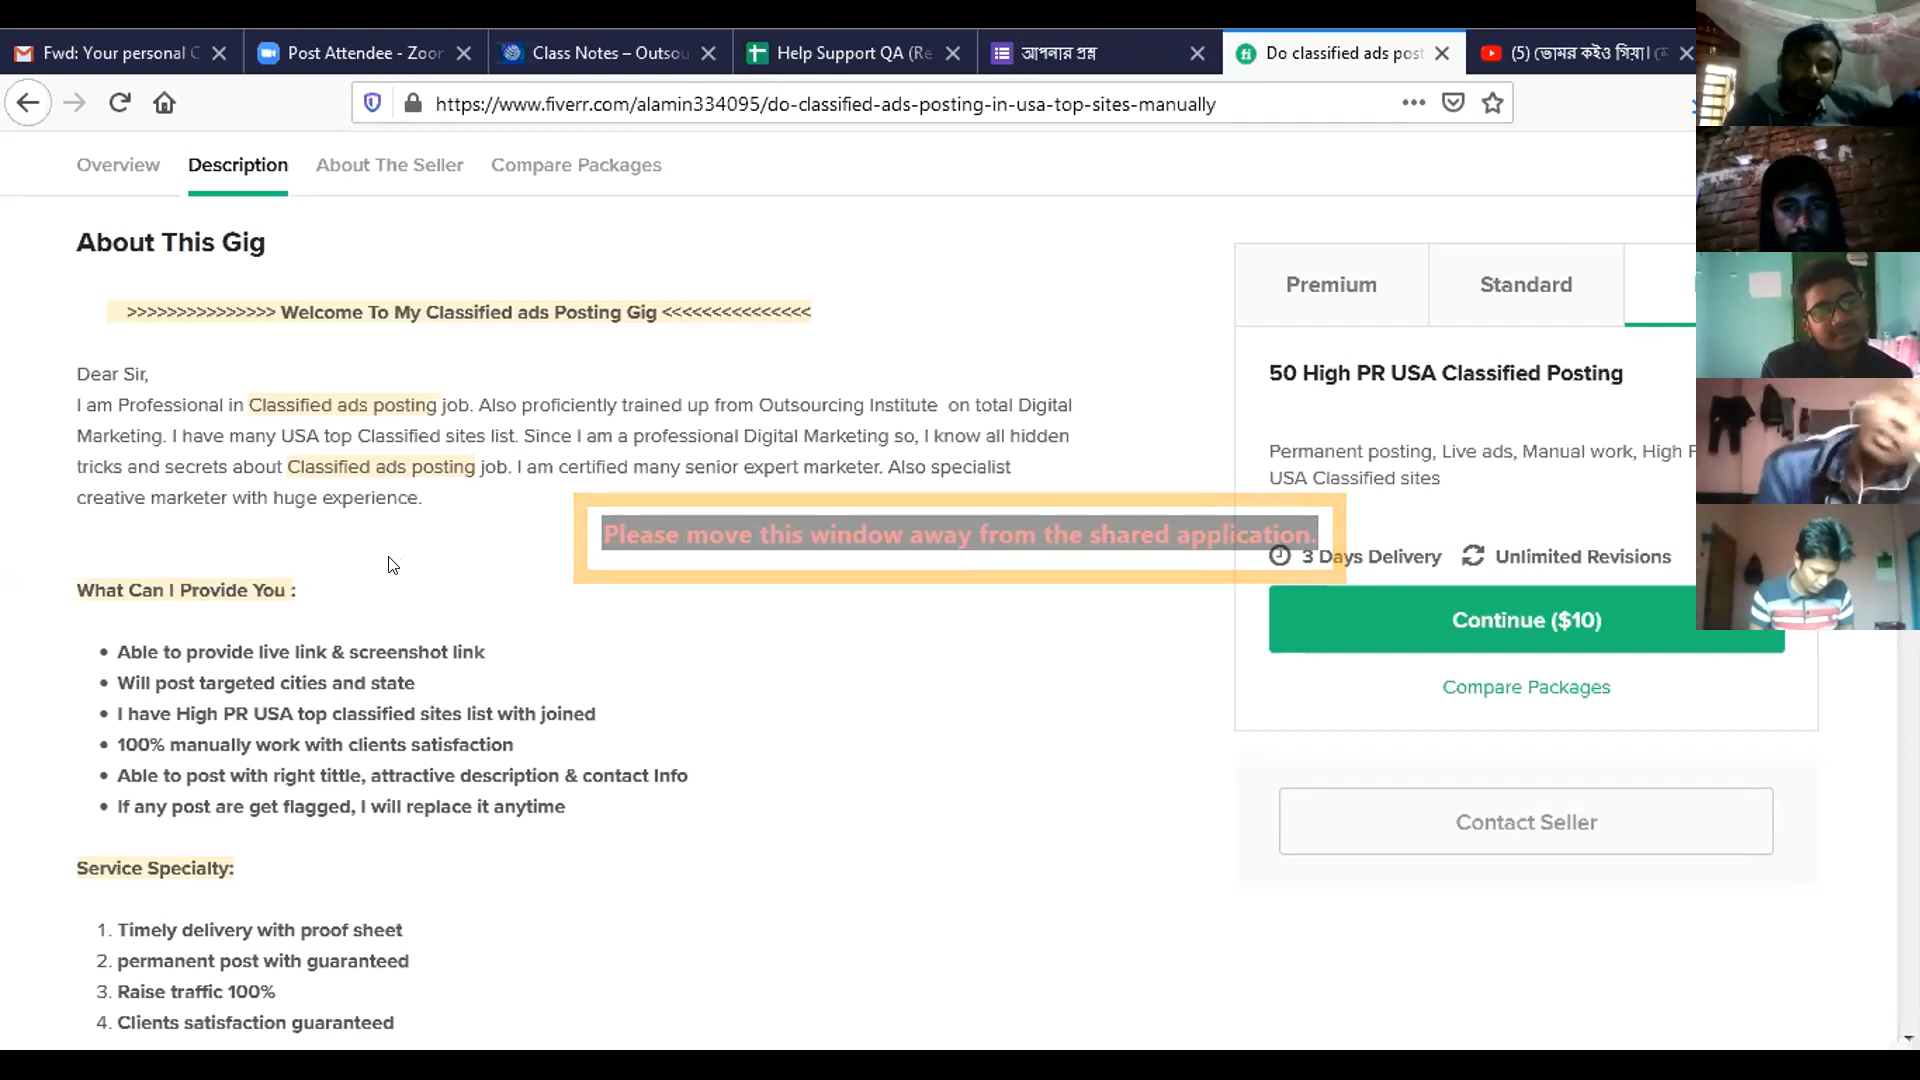 Fwd: Your personal C
Post Attendee - Zoor
Class Notes – Outsou
Help Support QA (Re
আপনার প্রশ্ন
Do classified ads post
(5) ভোমর কইও গিয়া।
https://www.fiverr.com/alamin334095/do-classified-ads-posting-in-usa-top-sites-manually
Overview
Description
About The Seller
Compare Packages
About This Gig
>>>>>>>>>>>>>>> Welcome To My Classified ads Posting Gig <<<<<<<<<<<<<<<
Dear Sir,
I am Professional in Classified ads posting job. Also proficiently trained up from Outsourcing Institute on total Digital
Marketing. I have many USA top Classified sites list. Since I am a professional Digital Marketing so, I know all hidden
tricks and secrets about Classified ads posting job. I am certified many senior expert marketer. Also specialist
creative marketer with huge experience.
Please move this window away from the shared application.
What Can I Provide You :
Able to provide live link & screenshot link
Will post targeted cities and state
I have High PR USA top classified sites list with joined
100% manually work with clients satisfaction
Able to post with right tittle, attractive description & contact Info
If any post are get flagged, I will replace it anytime
Service Specialty:
1. Timely delivery with proof sheet
2. permanent post with guaranteed
3. Raise traffic 100%
4. Clients satisfaction guaranteed
Premium
Standard
50 High PR USA Classified Posting
Permanent posting, Live ads, Manual work, High P
USA Classified sites
3 Days Delivery
Unlimited Revisions
Continue ($10)
Compare Packages
Contact Seller